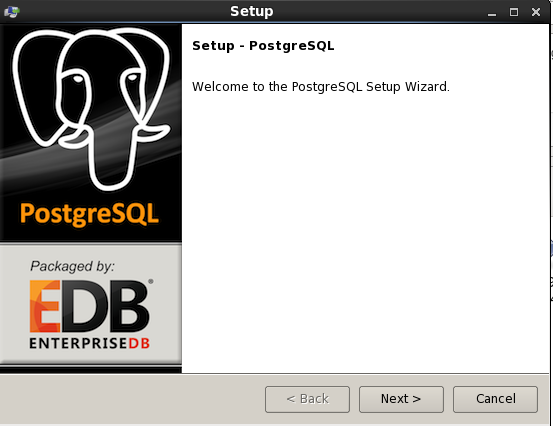 Setup
Setup - PostgreSQL
Welcome to the PostgreSQL Setup Wizard.
PostgreSQL
Packaged by:
EDB®
ENTERPRISEDB
< Back
Next >
Cancel